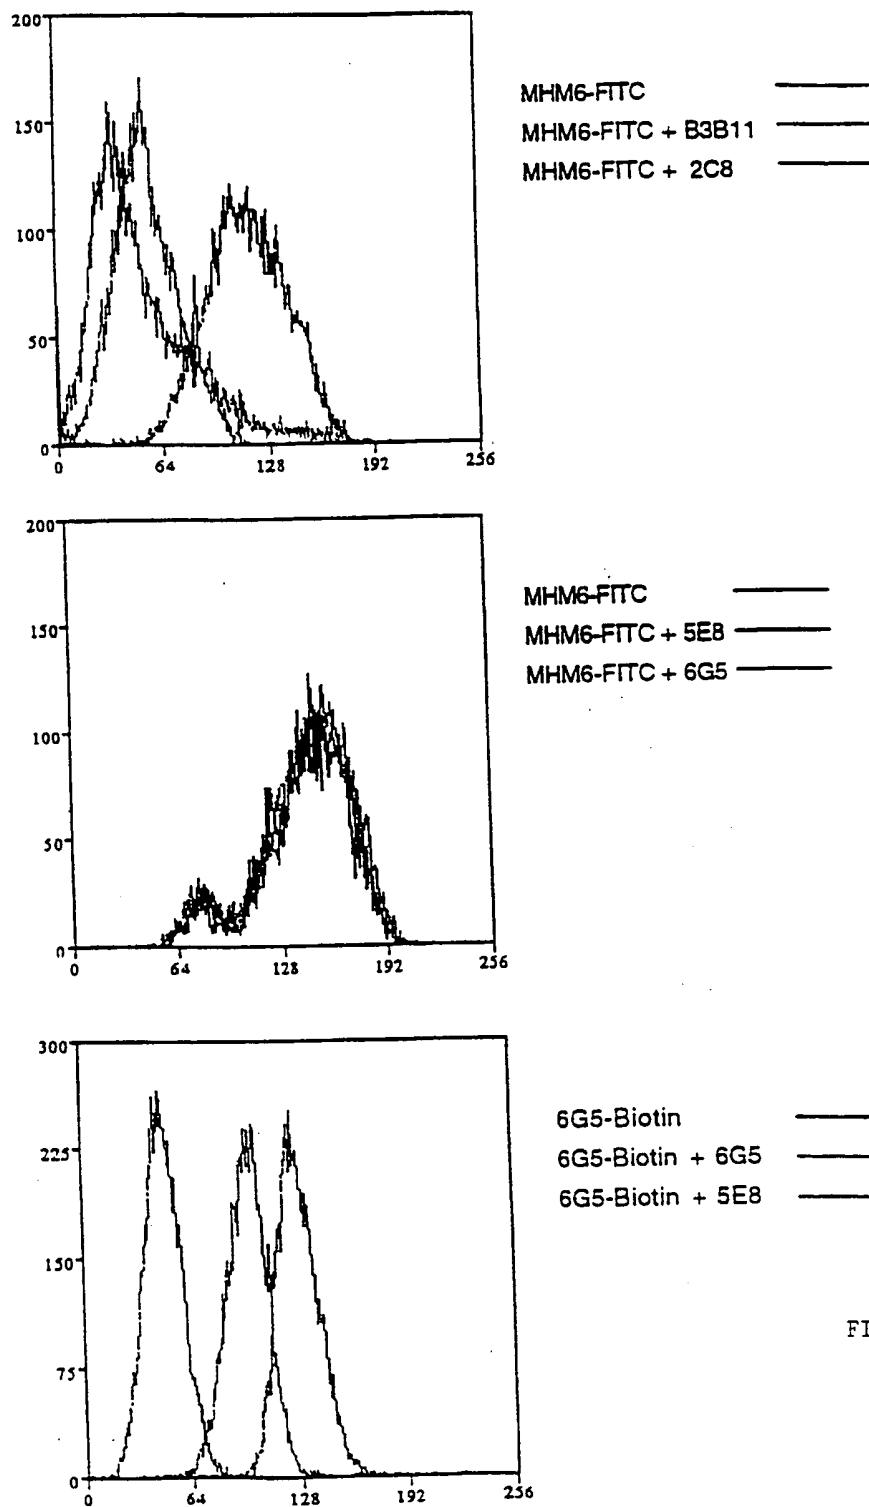 200
150
100
50
0
0 64 128 192 256
MHM6-FITC
MHM6-FITC + B3B11
MHM6-FITC + 2C8
200
150
100
50
0
0 64 128 192 256
MHM6-FITC
MHM6-FITC + 5E8
MHM6-FITC + 6G5
300
225
150
75
0
0 64 128 192 256
6G5-Biotin
6G5-Biotin + 6G5
6G5-Biotin + 5E8
FI